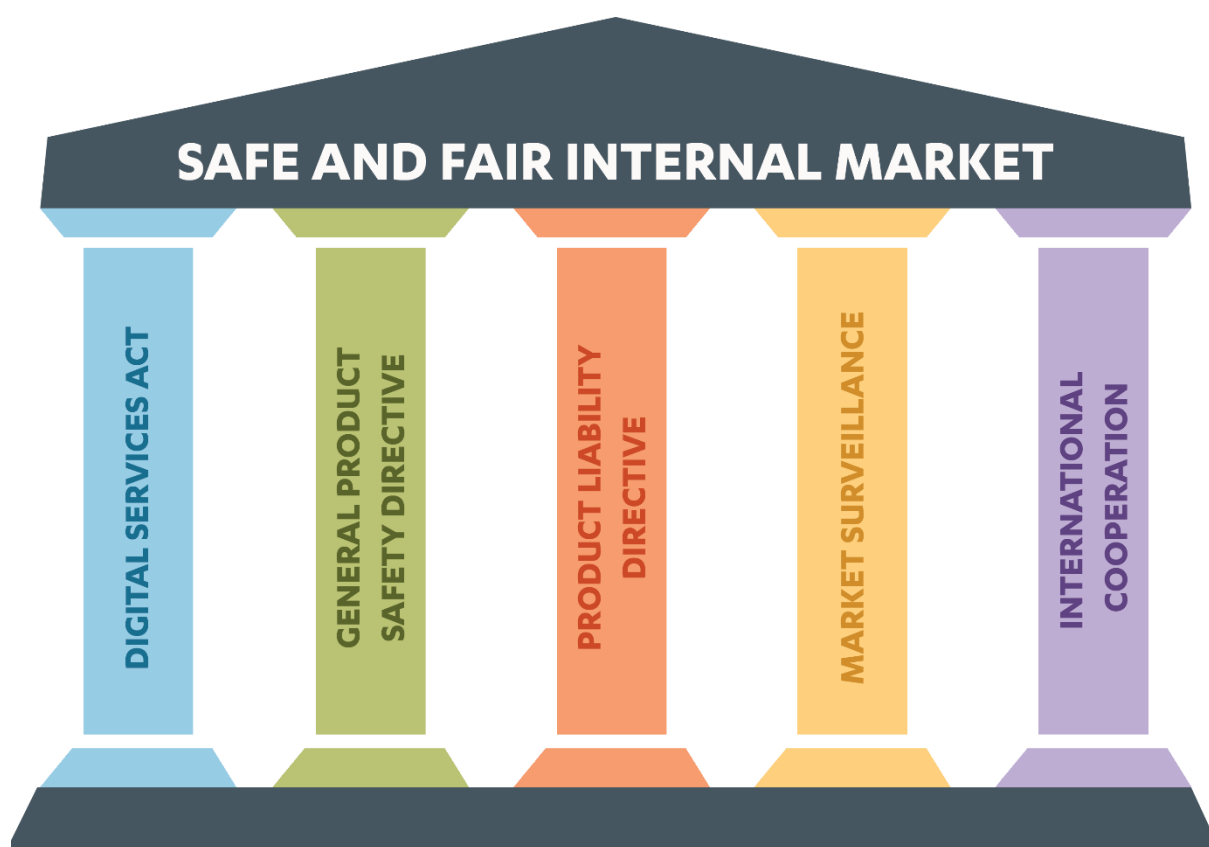 SAFE AND FAIR INTERNAL MARKET
DIGITAL SERVICES ACT
GENERAL PRODUCT
SAFETY DIRECTIVE
PRODUCT LIABILITY
DIRECTIVE
MARKET SURVEILLANCE
INTERNATIONAL
COOPERATION